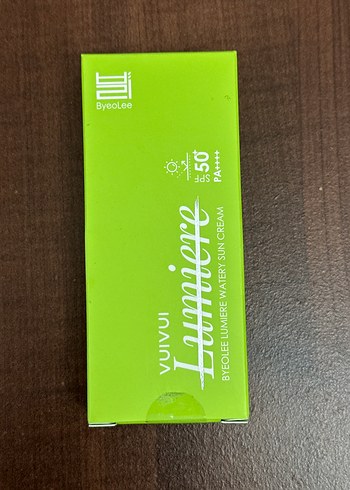 ByeoLee
SPF 50+
PA++++
VUIVUI
Lumiere
BYEOLEE LUMIERE WATERY SUN CREAM